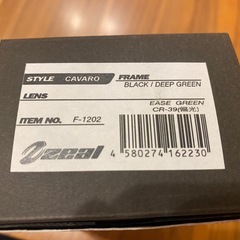 STYLE CAVARO FRAME
BLACK / DEEP GREEN
LENS
EASE GREEN
CR-39(偏光)
ITEM NO. F-1202
Zeal
4 580274 162230